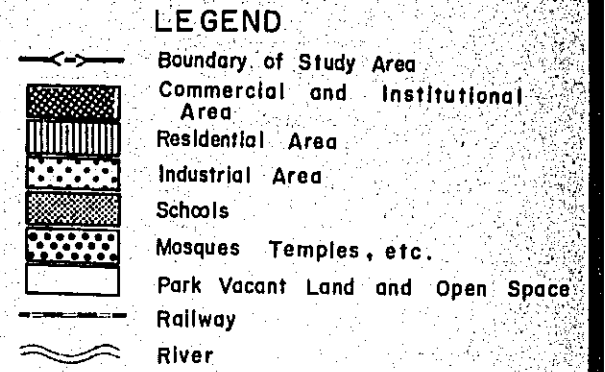 LEGEND
Boundary of Study Area
Commercial and Institutional
Area
Residential Area
Industrial Area
Schools
Mosques Temples, etc.
Park Vacant Land and Open Space
Railway
River